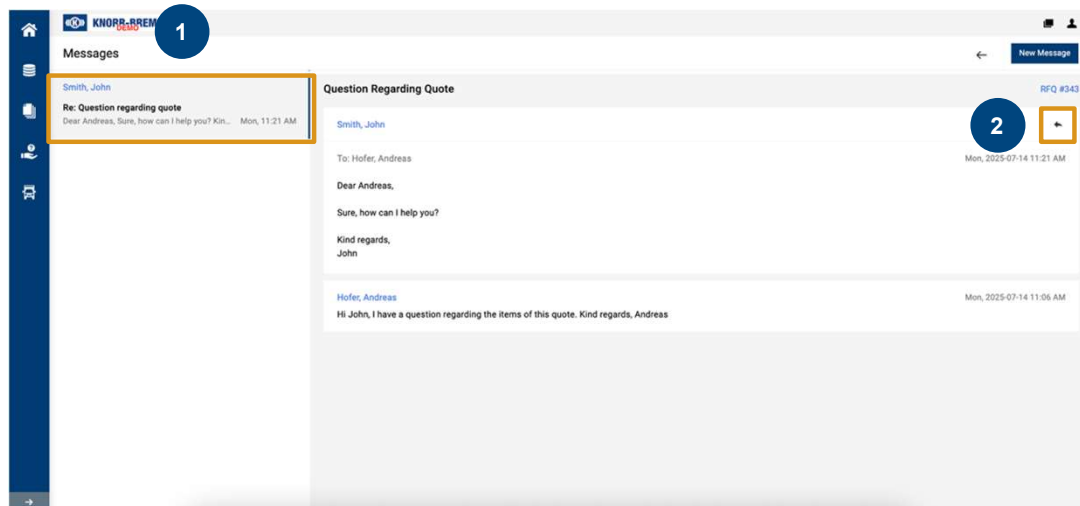 KNORR-BREM
DEMO
1
Messages
New Message
Smith, John
Re: Question regarding quote
Dear Andreas, Sure, how can I help you? Kin... Mon, 11:21 AM
Question Regarding Quote
RFQ #343
Smith, John
2
To: Hofer, Andreas
Mon, 2025-07-14 11:21 AM
Dear Andreas,
Sure, how can I help you?
Kind regards,
John
Hofer, Andreas
Mon, 2025-07-14 11:06 AM
Hi John, I have a question regarding the items of this quote. Kind regards, Andreas